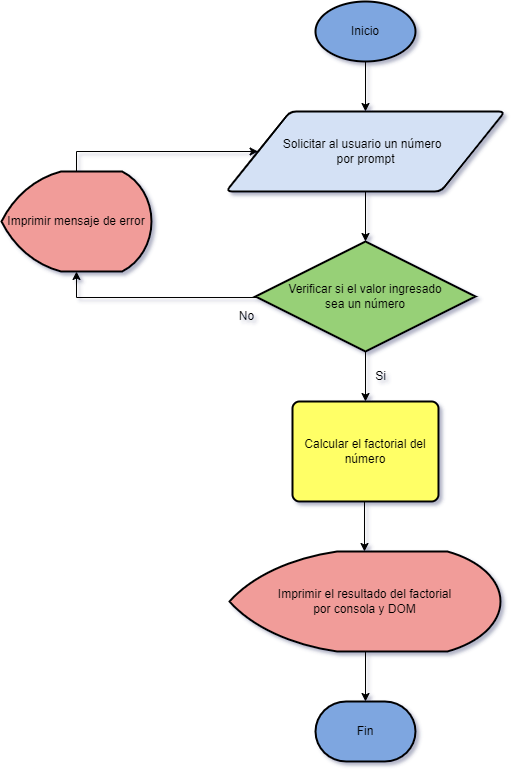 Inicio
Solicitar al usuario un número
por prompt
Imprimir mensaje de error
Verificar si el valor ingresado
sea un número
No
Si
Calcular el factorial del
número
Imprimir el resultado del factorial
por consola y DOM
Fin